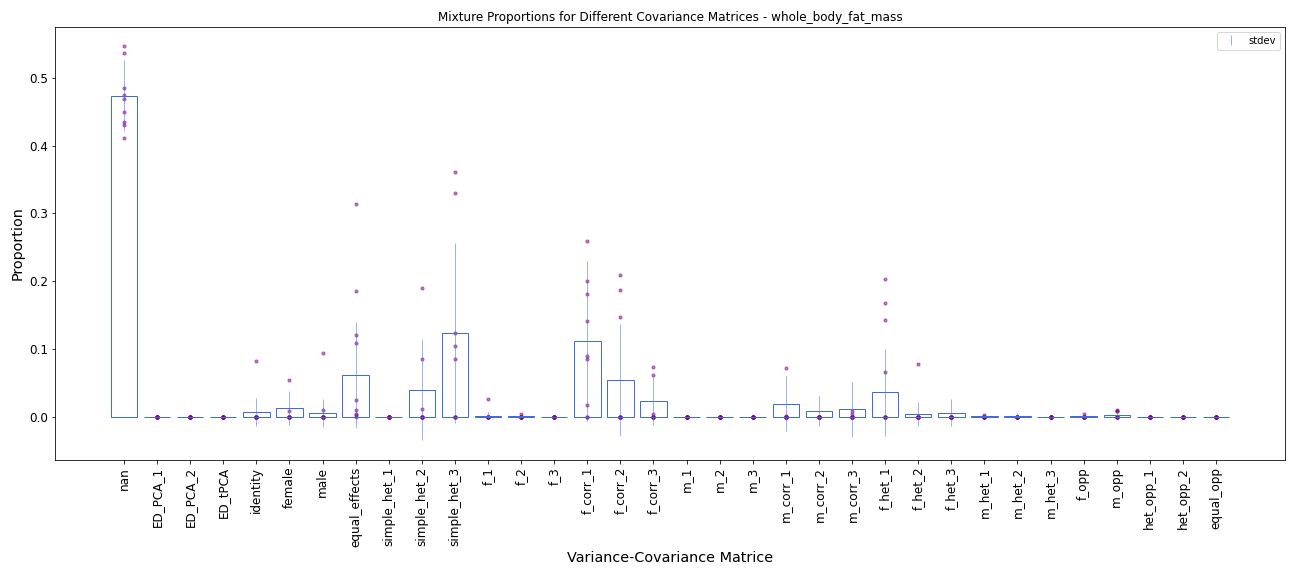 Mixture Proportions for Different Covariance Matrices - whole_body_fat_mass
stdev
Proportion
0.5
0.4
0.3
0.2
0.1
0.0
nan
ED_PCA_1
ED_PCA_2
ED_tPCA
identity
female
male
equal_effects
simple_het_1
simple_het_2
simple_het_3
f_1
f_2
f_3
f_corr_1
f_corr_2
f_corr_3
m_1
m_2
m_3
m_corr_1
m_corr_2
m_corr_3
f_het_1
f_het_2
f_het_3
m_het_1
m_het_2
m_het_3
f_opp
m_opp
het_opp_1
het_opp_2
equal_opp
Variance-Covariance Matrice